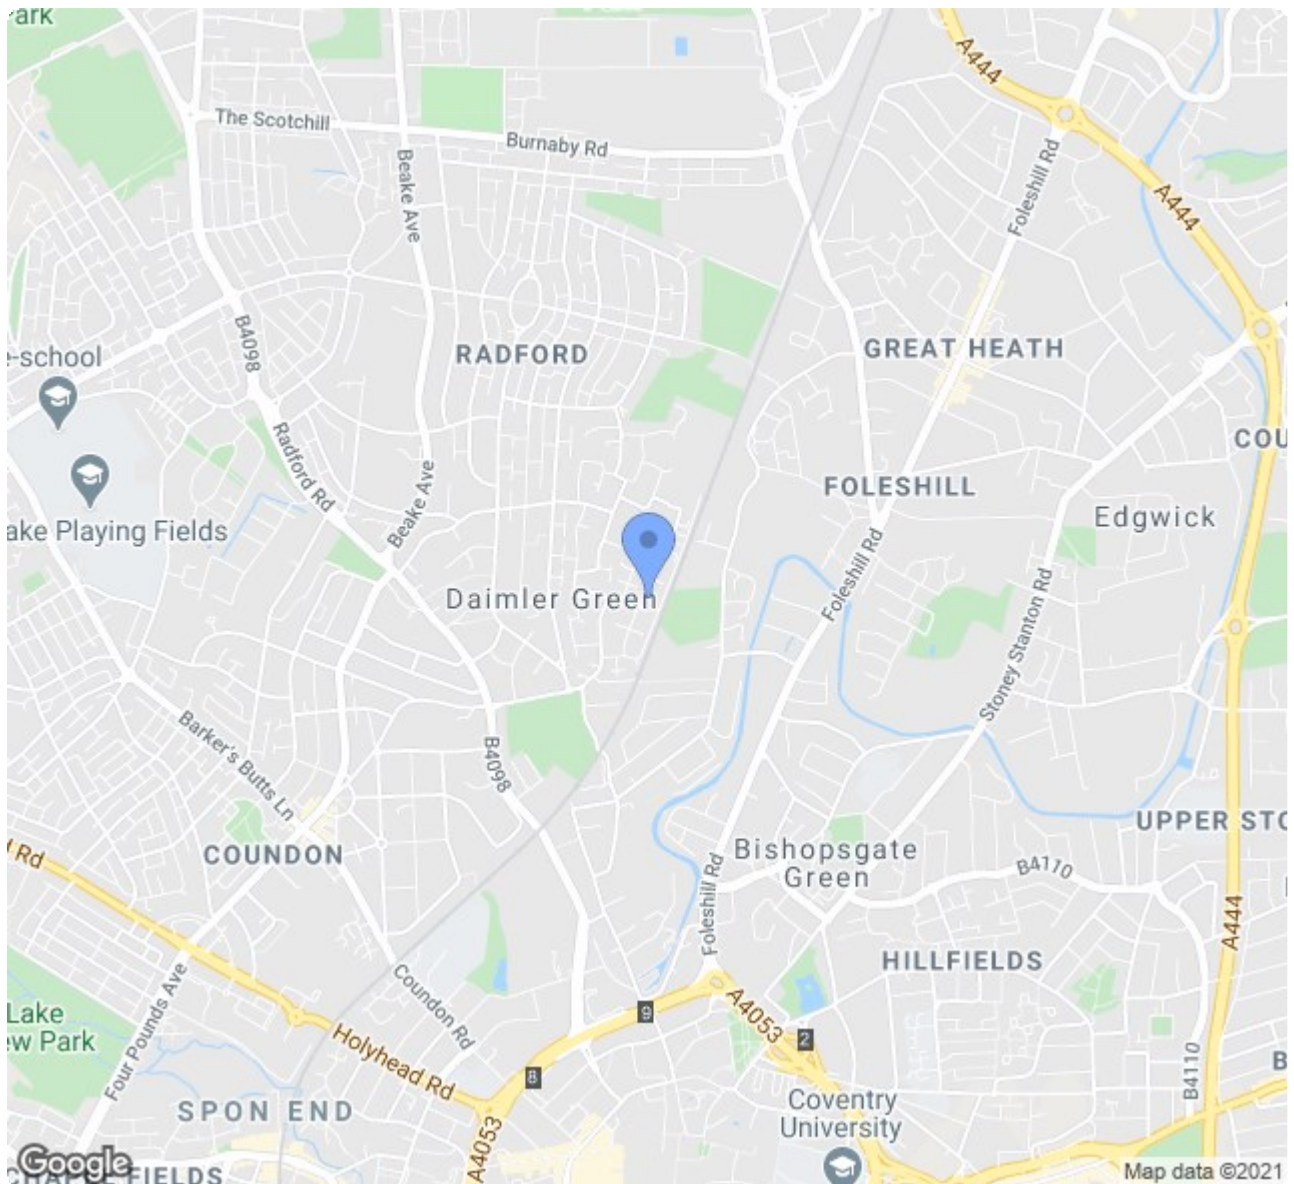 ark
A444
The Scotchill
Burnaby Rd
Foleshill Rd
Beake Ave
A444
B4098
RADFORD
GREAT HEATH
e-school
COU
Radford Rd
Beake Ave
FOLESHILL
Edgwick
ake Playing Fields
Foleshill Rd
Daimler Green
Stoney Stanton Rd
Barker's Butts Ln
B4098
UPPER STO
Rd
COUNDON
Bishopsgate
Green
B4110
Foleshill Rd
A444
HILLFIELDS
Four Pounds Ave
Coundon Rd
Lake
ew Park
9
A4053
2
Holyhead Rd
8
B
B4110
SPON END
Coventry
University
A4053
Google
CHAPEL FIELDS
Map data ©2021